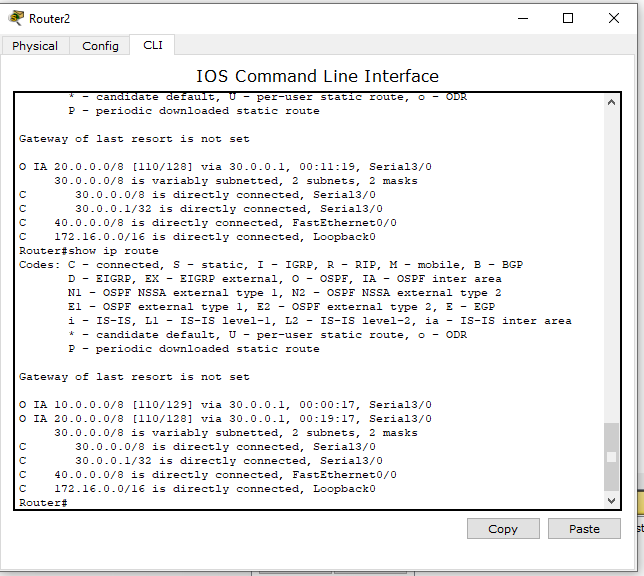 Router2
Physical Config CLI
IOS Command Line Interface
* - candidate default, U - per-user static route, o - ODR
P - periodic downloaded static route
Gateway of last resort is not set
O IA 20.0.0.0/8 [110/128] via 30.0.0.1, 00:11:19, Serial3/0
30.0.0.0/8 is variably subnetted, 2 subnets, 2 masks
C 30.0.0.0/8 is directly connected, Serial3/0
C 30.0.0.1/32 is directly connected, Serial3/0
C 40.0.0.0/8 is directly connected, FastEthernet0/0
C 172.16.0.0/16 is directly connected, Loopback0
Router#show ip route
Codes: C - connected, S - static, I - IGRP, R - RIP, M - mobile, B - BGP
D - EIGRP, EX - EIGRP external, O - OSPF, IA - OSPF inter area
N1 - OSPF NSSA external type 1, N2 - OSPF NSSA external type 2
E1 - OSPF external type 1, E2 - OSPF external type 2, E - EGP
i - IS-IS, L1 - IS-IS level-1, L2 - IS-IS level-2, ia - IS-IS inter area
* - candidate default, U - per-user static route, o - ODR
P - periodic downloaded static route
Gateway of last resort is not set
O IA 10.0.0.0/8 [110/129] via 30.0.0.1, 00:00:17, Serial3/0
O IA 20.0.0.0/8 [110/128] via 30.0.0.1, 00:19:17, Serial3/0
30.0.0.0/8 is variably subnetted, 2 subnets, 2 masks
C 30.0.0.0/8 is directly connected, Serial3/0
C 30.0.0.1/32 is directly connected, Serial3/0
C 40.0.0.0/8 is directly connected, FastEthernet0/0
C 172.16.0.0/16 is directly connected, Loopback0
Router#
Copy Paste